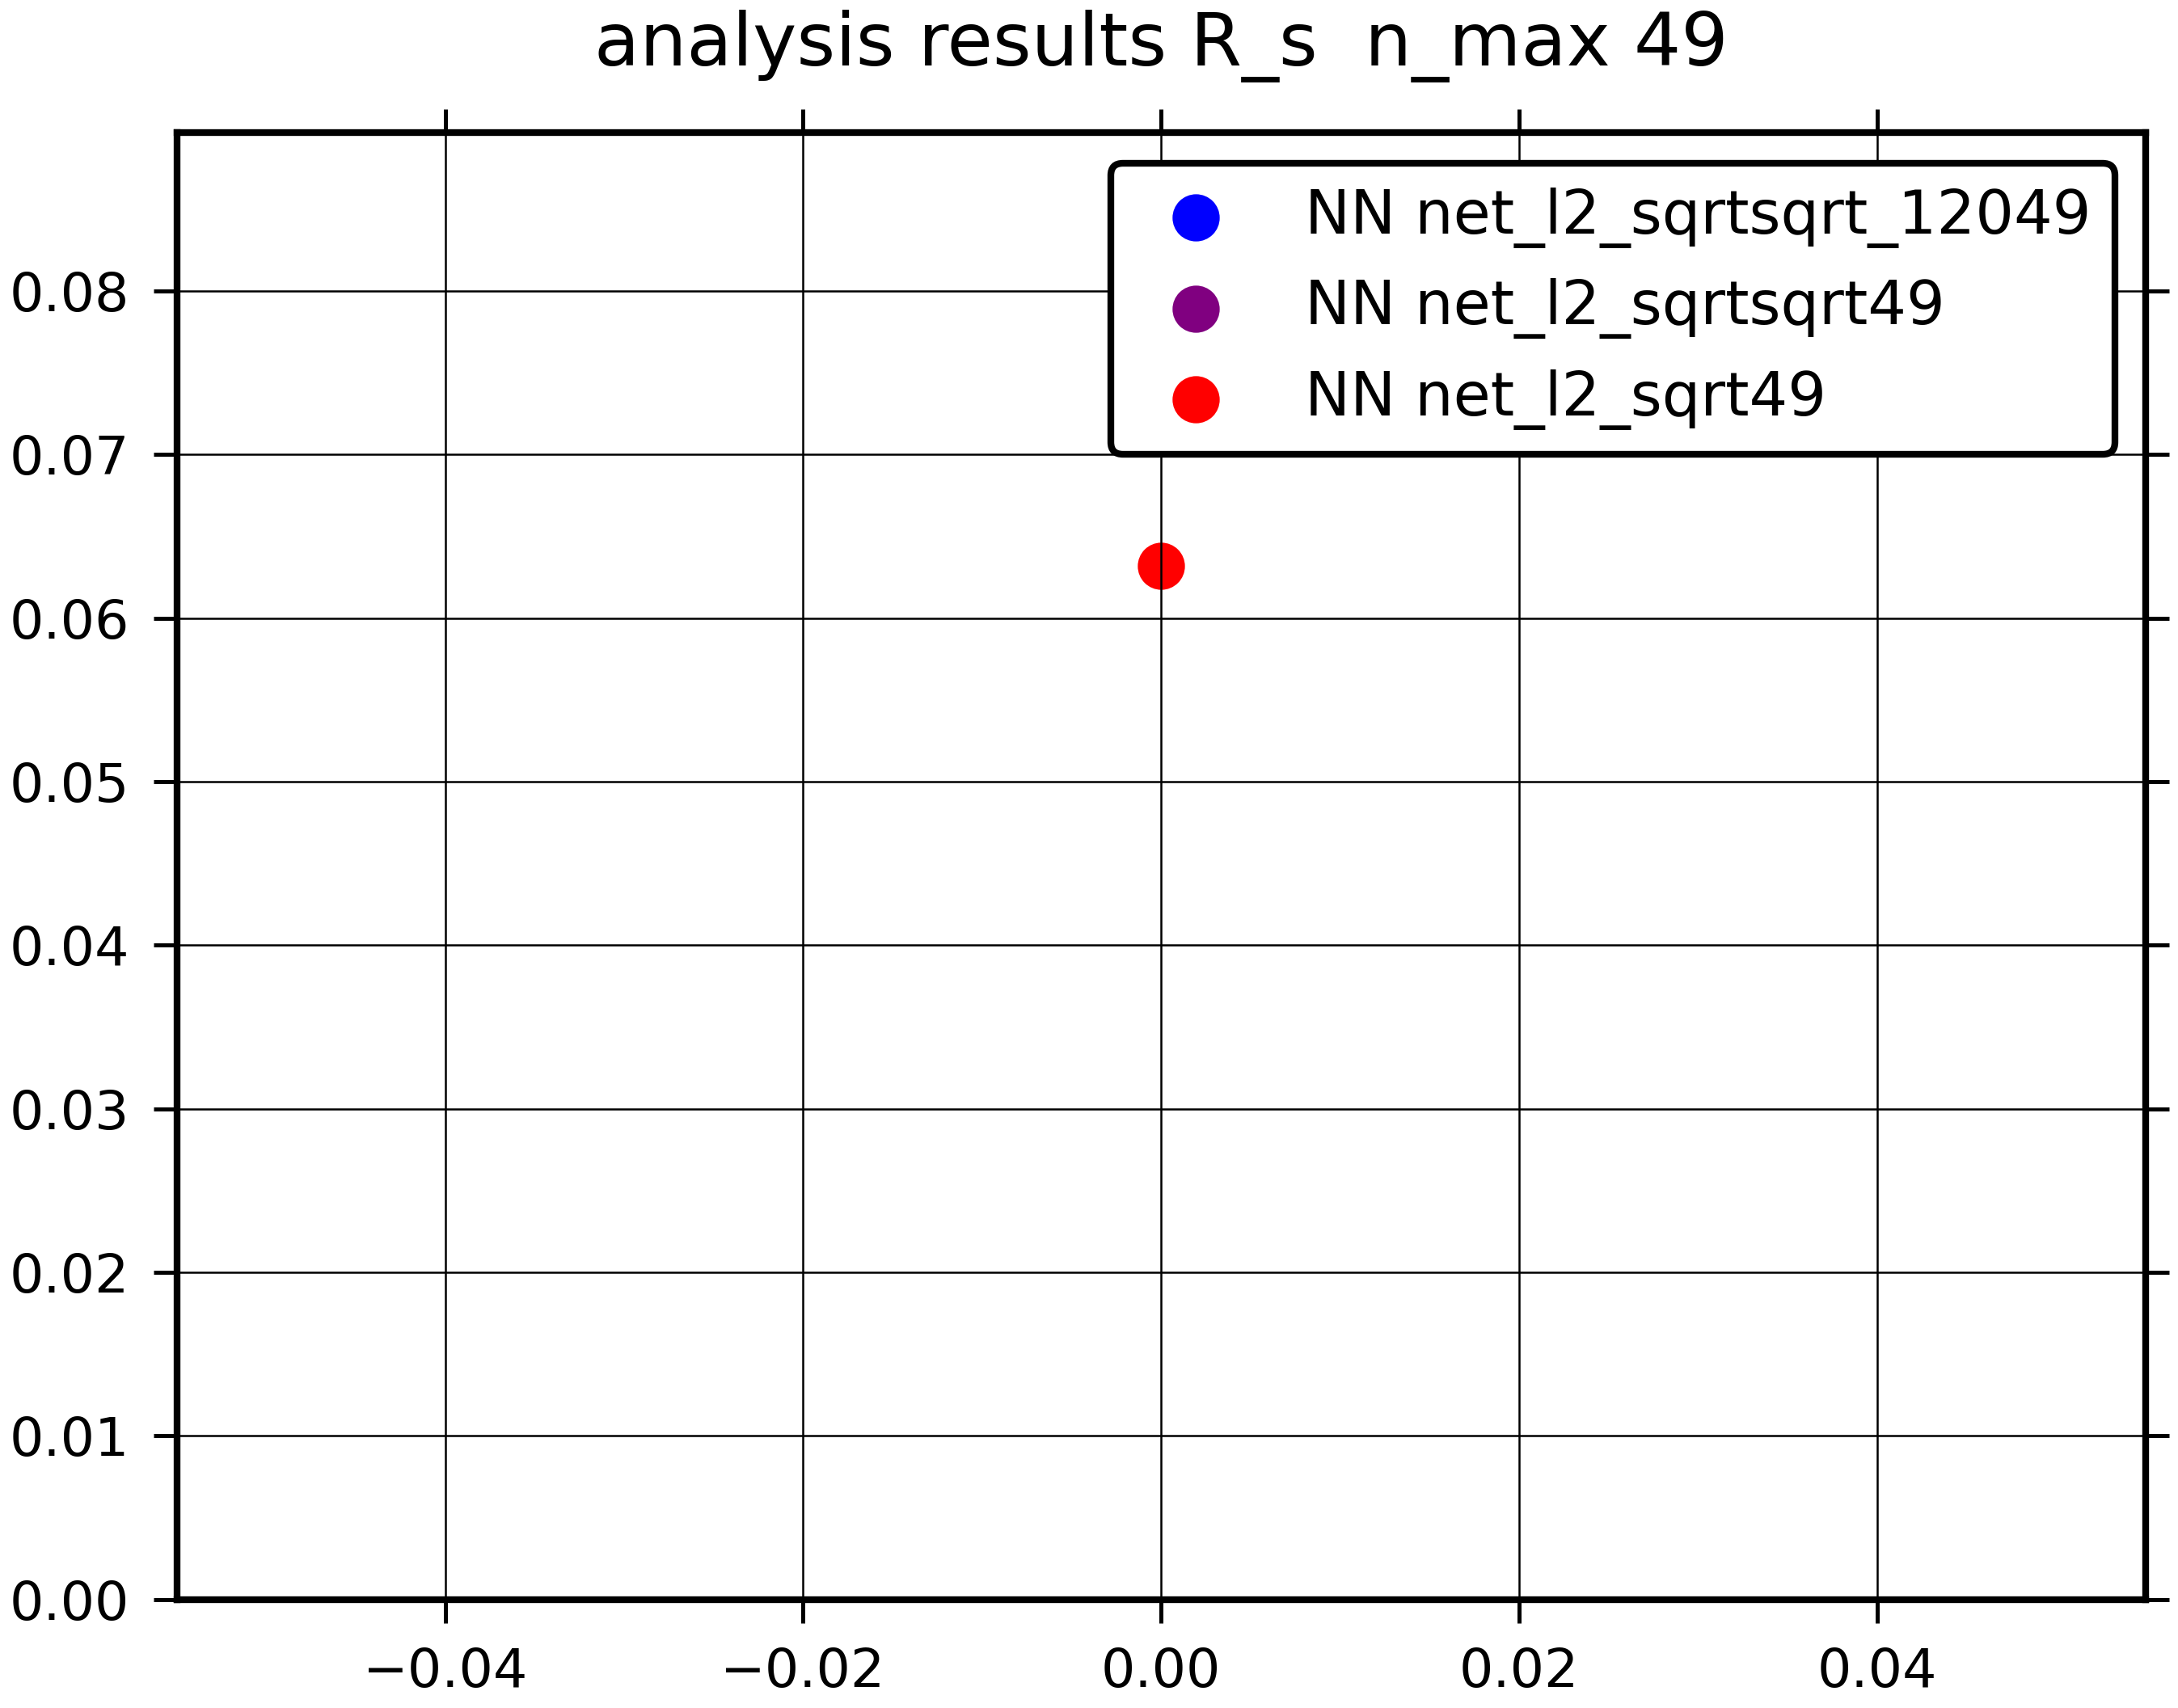 analysis results R_s  n_max 49
NN net_l2_sqrtsqrt_12049
NN net_l2_sqrtsqrt49
NN net_l2_sqrt49
0.08
0.07
0.06
0.05
0.04
0.03
0.02
0.01
0.00
−0.04 −0.02 0.00 0.02 0.04